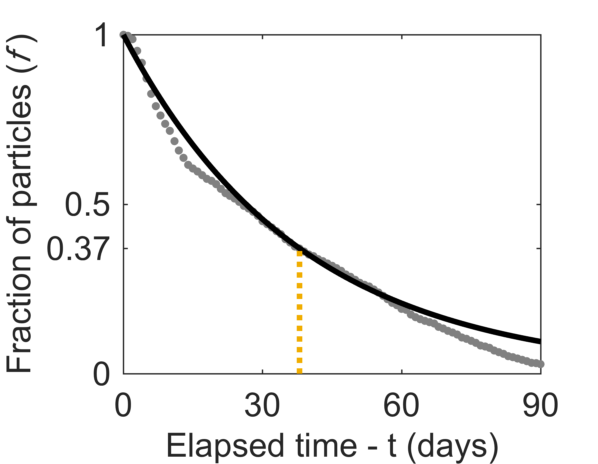 Fraction of particles (f)
1
0.5
0.37
0
0 30 60 90
Elapsed time - t (days)